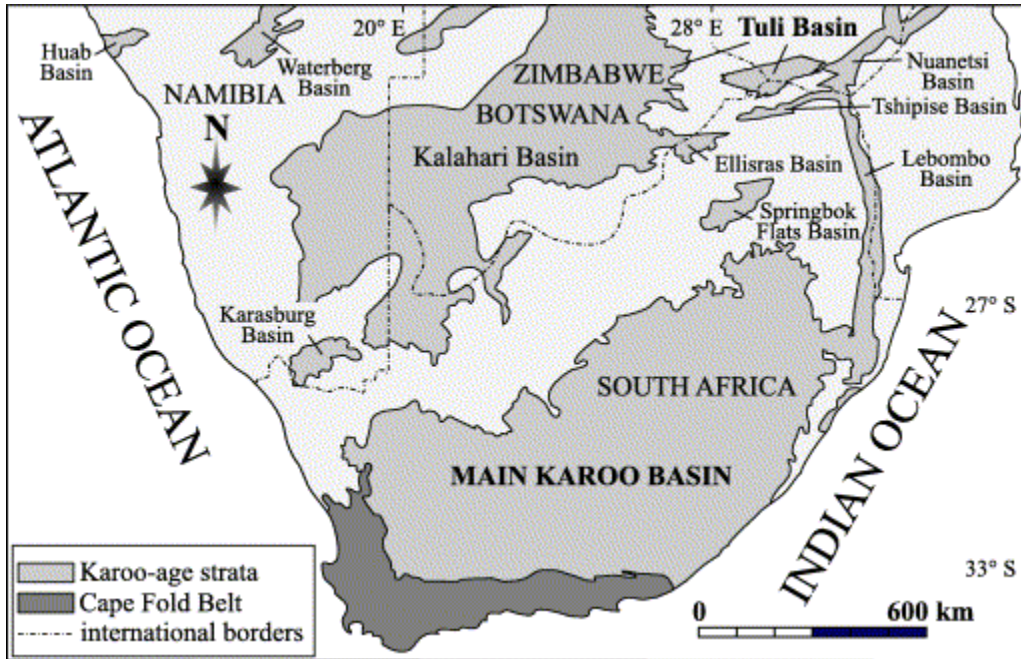 20° E
28° E
Tuli Basin
Huab
Basin
Waterberg
Basin
ZIMBABWE
Nuanetsi
Basin
NAMIBIA
BOTSWANA
Tshipise Basin
N
Kalahari Basin
Ellisras Basin
Lebombo
Basin
Springbok
Flats Basin
ATLANTIC OCEAN
Karasburg
Basin
27° S
SOUTH AFRICA
MAIN KAROO BASIN
INDIAN OCEAN
Karoo-age strata
Cape Fold Belt
international borders
33° S
0 600 km